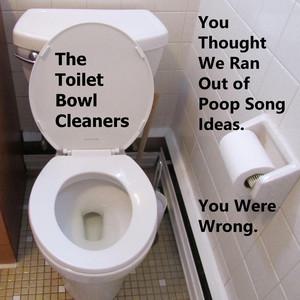 The
Toilet
Bowl
Cleaners
You
Thought
We Ran
Out of
Poop Song
Ideas.
You Were
Wrong.